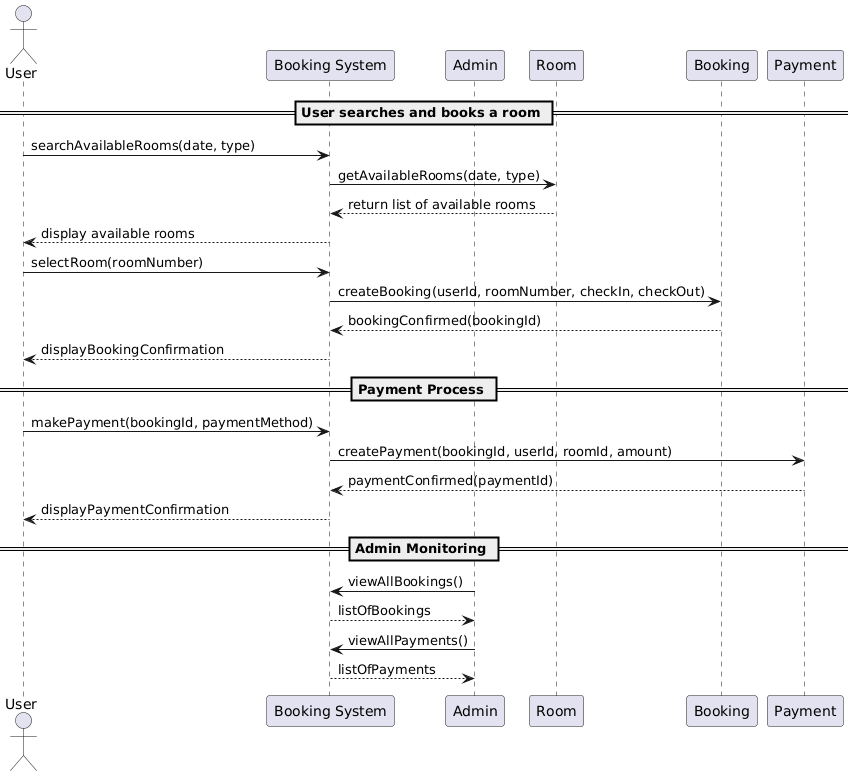 User
Booking System
Admin
Room
Booking
Payment
User searches and books a room
searchAvailableRooms(date, type)
getAvailableRooms(date, type)
return list of available rooms
display available rooms
selectRoom(roomNumber)
createBooking(userId, roomNumber, checkIn, checkOut)
bookingConfirmed(bookingId)
displayBookingConfirmation
Payment Process
makePayment(bookingId, paymentMethod)
createPayment(bookingId, userId, roomId, amount)
paymentConfirmed(paymentId)
displayPaymentConfirmation
Admin Monitoring
viewAllBookings()
listOfBookings
viewAllPayments()
listOfPayments
User
Booking System
Admin
Room
Booking
Payment